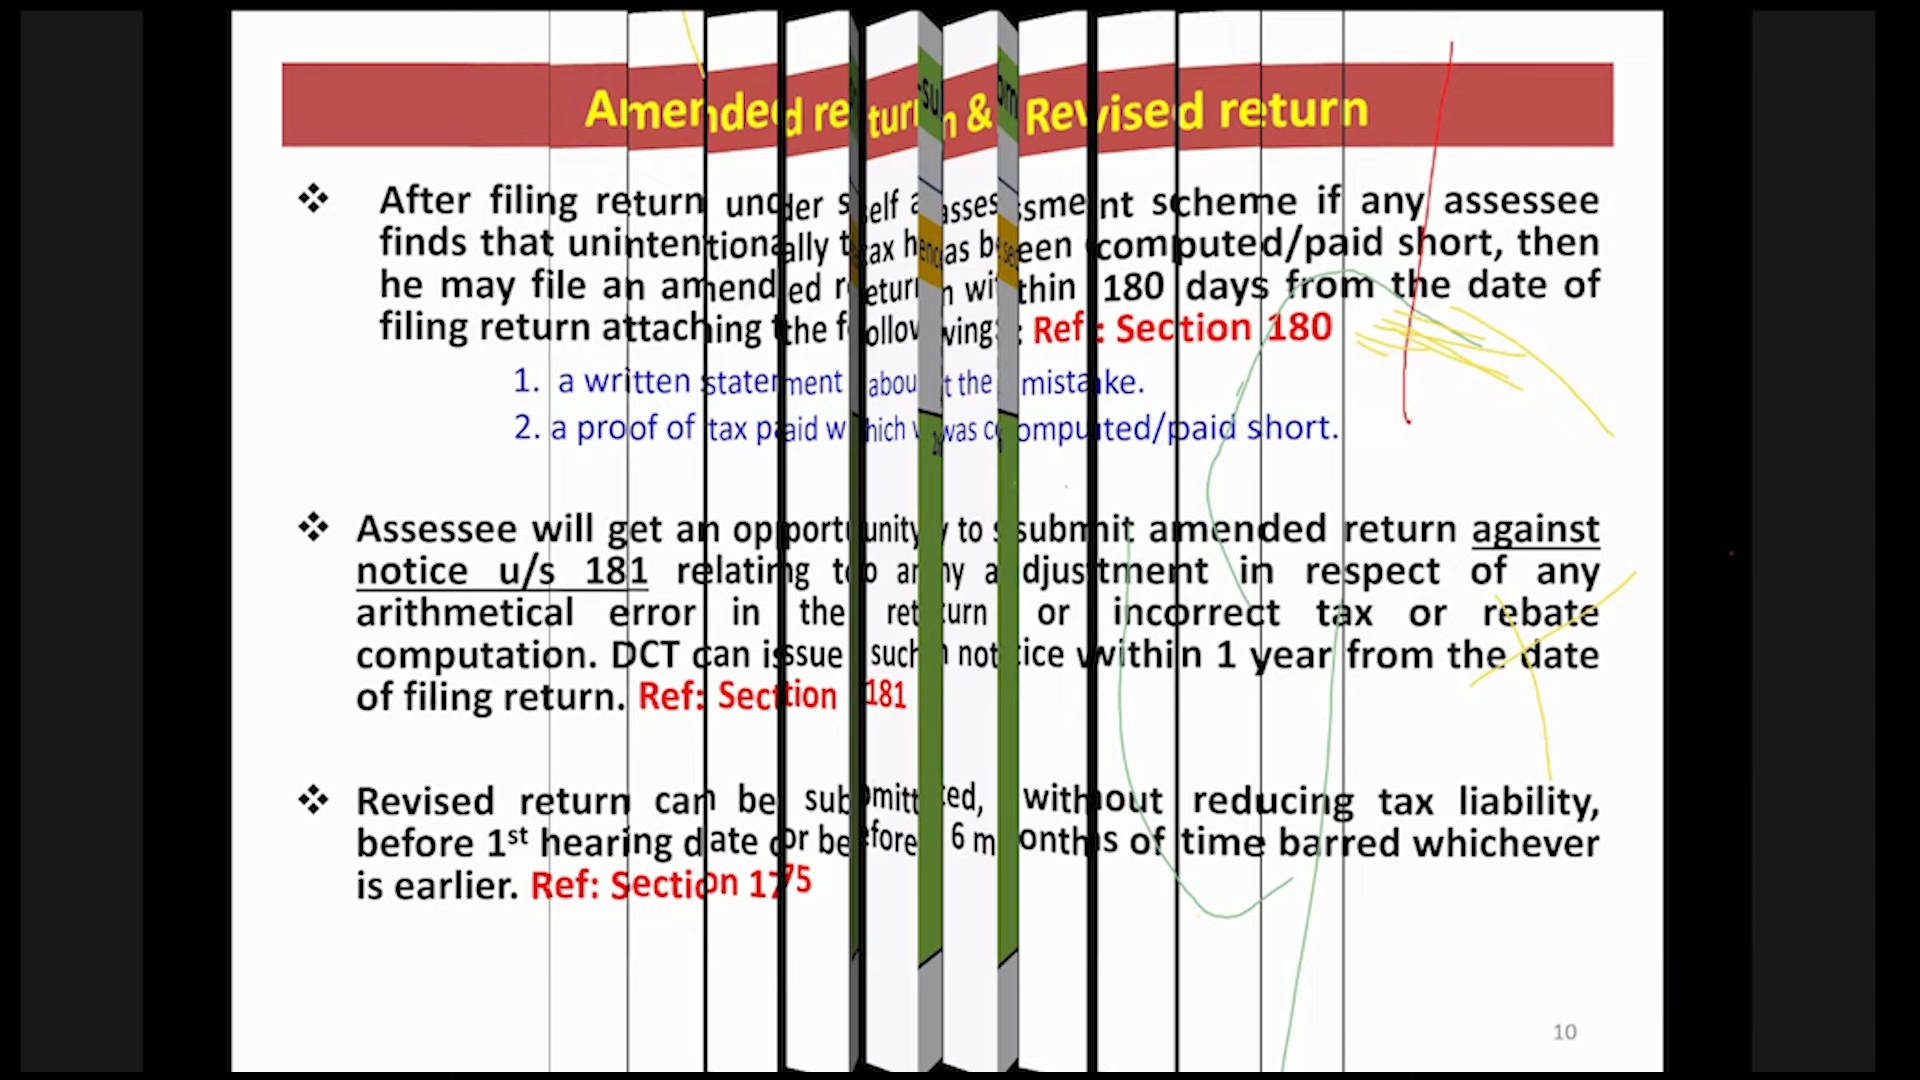 Amended return & Revised return
After filing return under self assessment scheme if any assessee
finds that unintentionally tax has been computed/paid short, then
he may file an amended return within 180 days from the date of
filing return attaching the following: Ref: Section 180
1. a written statement about the mistake.
2. a proof of tax paid which was computed/paid short.
Assessee will get an opportunity to submit amended return against
notice u/s 181 relating to any adjustment in respect of any
arithmetical error in the return or incorrect tax or rebate
computation. DCT can issue such notice within 1 year from the date
of filing return. Ref: Section 181
Revised return can be submitted, without reducing tax liability,
before 1st hearing date or before 6 months of time barred whichever
is earlier. Ref: Section 175
10